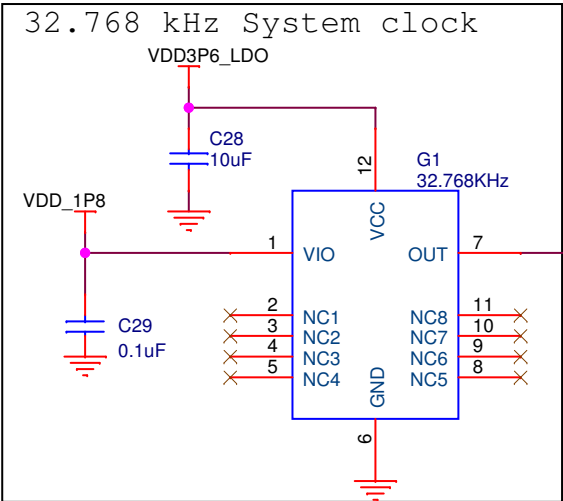 32.768 kHz System clock
VDD3P6_LDO
C28
10uF
12
G1
32.768KHz
VCC
VDD_1P8
1
VIO
OUT
7
C29
0.1uF
2
NC1
NC8
11
3
NC2
NC7
10
4
NC3
NC6
9
5
NC4
NC5
8
GND
6